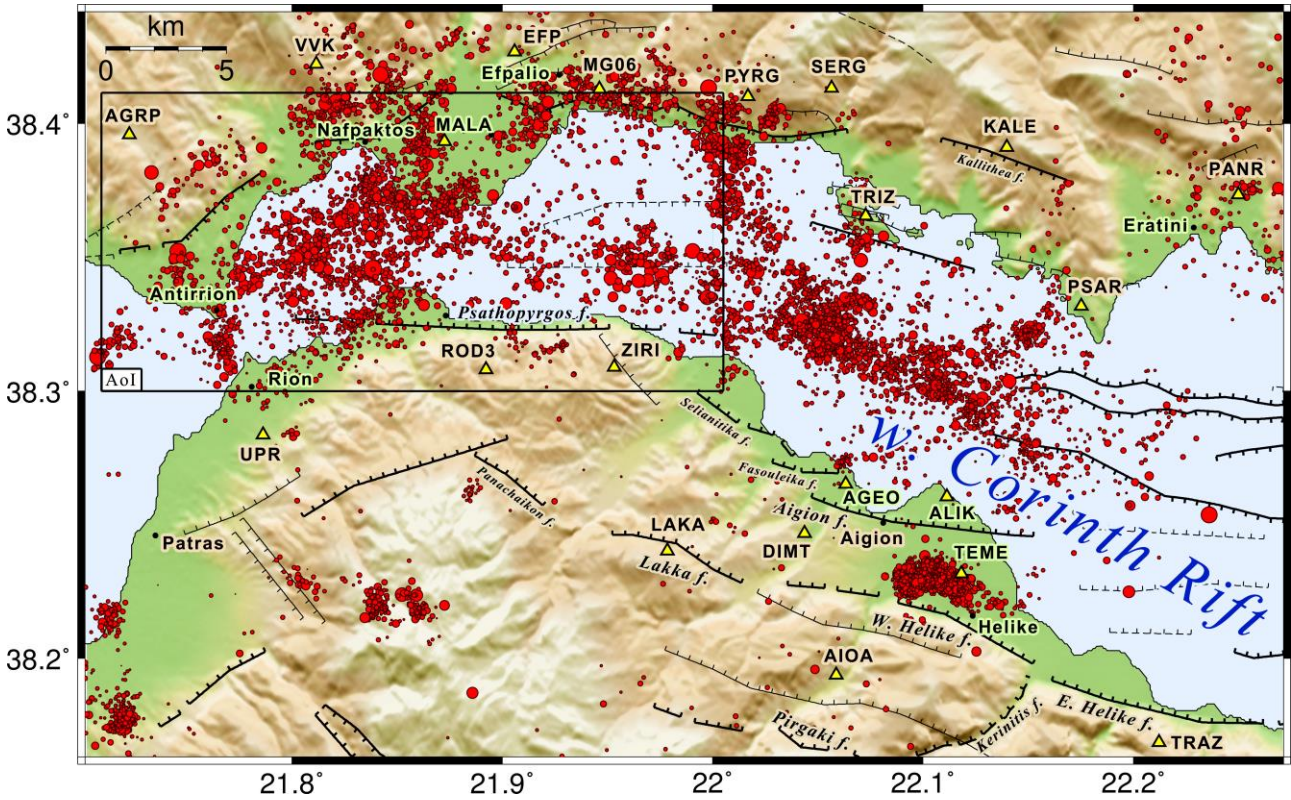 km
0 5
VVK
EFP
Efpalio
MG06
PYRG
SERG
AGRP
38.4°
Nafpaktos
MALA
KALE
Kallithea f.
PANR
TRIZ
Eratini
Antirrion
PSAR
Psathopyrgos f.
ROD3
ZIRI
AoI
Rion
38.3°
Selianitika f.
UPR
W. Corinth Rift
Fasouleika f.
Panachaikon f.
AGEO
ALIK
Patras
LAKA
Aigion f.
DIMT
Aigion
Lakka f.
TEME
Helike
W. Helike f.
38.2°
AIOA
Pirgaki f.
Kerinitis f.
E. Helike f.
TRAZ
21.8° 21.9° 22° 22.1° 22.2°